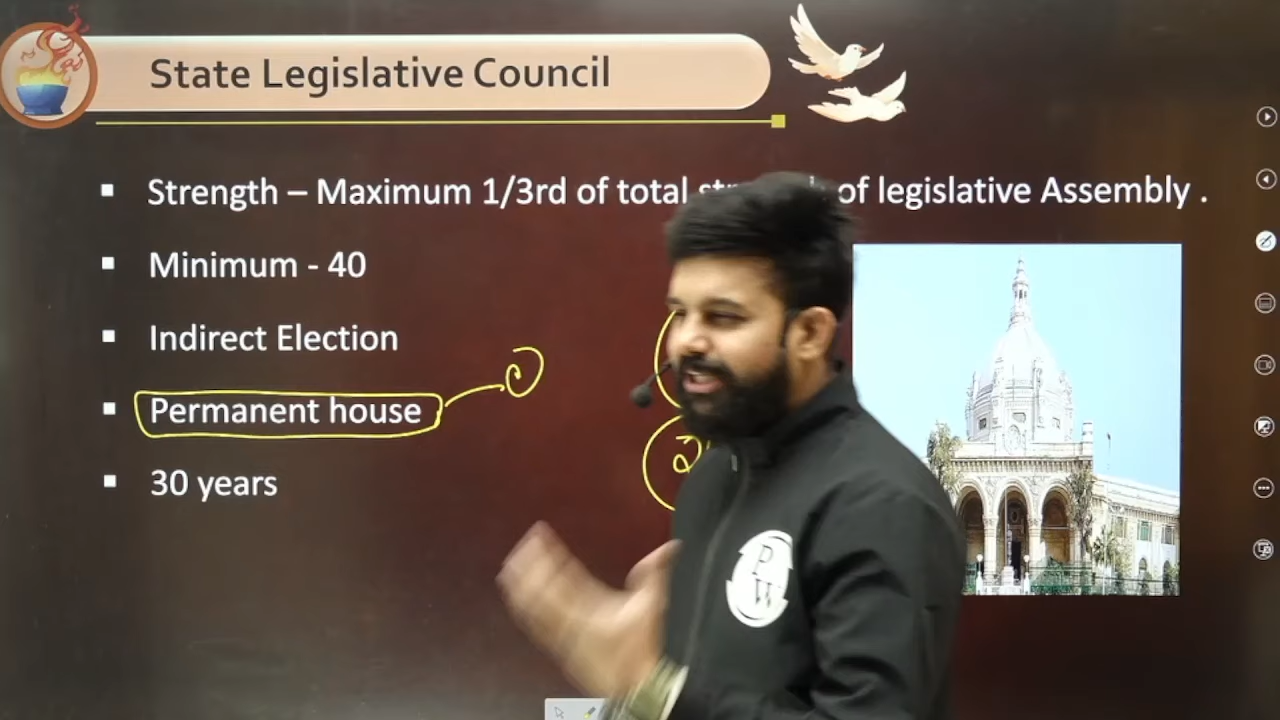 State Legislative Council
▪ Strength – Maximum 1/3rd of total of legislative Assembly .
▪ Minimum - 40
▪ Indirect Election
▪ Permanent house
▪ 30 years
P
W